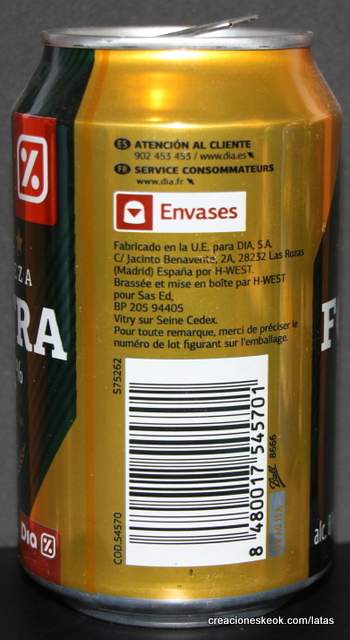 %
ZA
RA
%
Dia %
ES ATENCIÓN AL CLIENTE
902 453 453 / www.dia.es
FR SERVICE CONSOMMATEURS
www.dia.fr
Envases
Fabricado en la U.E. para DIA, S.A.
C/ Jacinto Benavente, 2A, 28232 Las Rozas
(Madrid) España por H-WEST.
Brassée et mise en boîte par H-WEST
pour Sas Ed,
BP 205 94405
Vitry sur Seine Cedex.
Pour toute remarque, merci de préciser le
numéro de lot figurant sur l'emballage.
575262
COD.54570
8 480017 545701
Ball 8666
F
alc.
creacioneskeok.com/latas